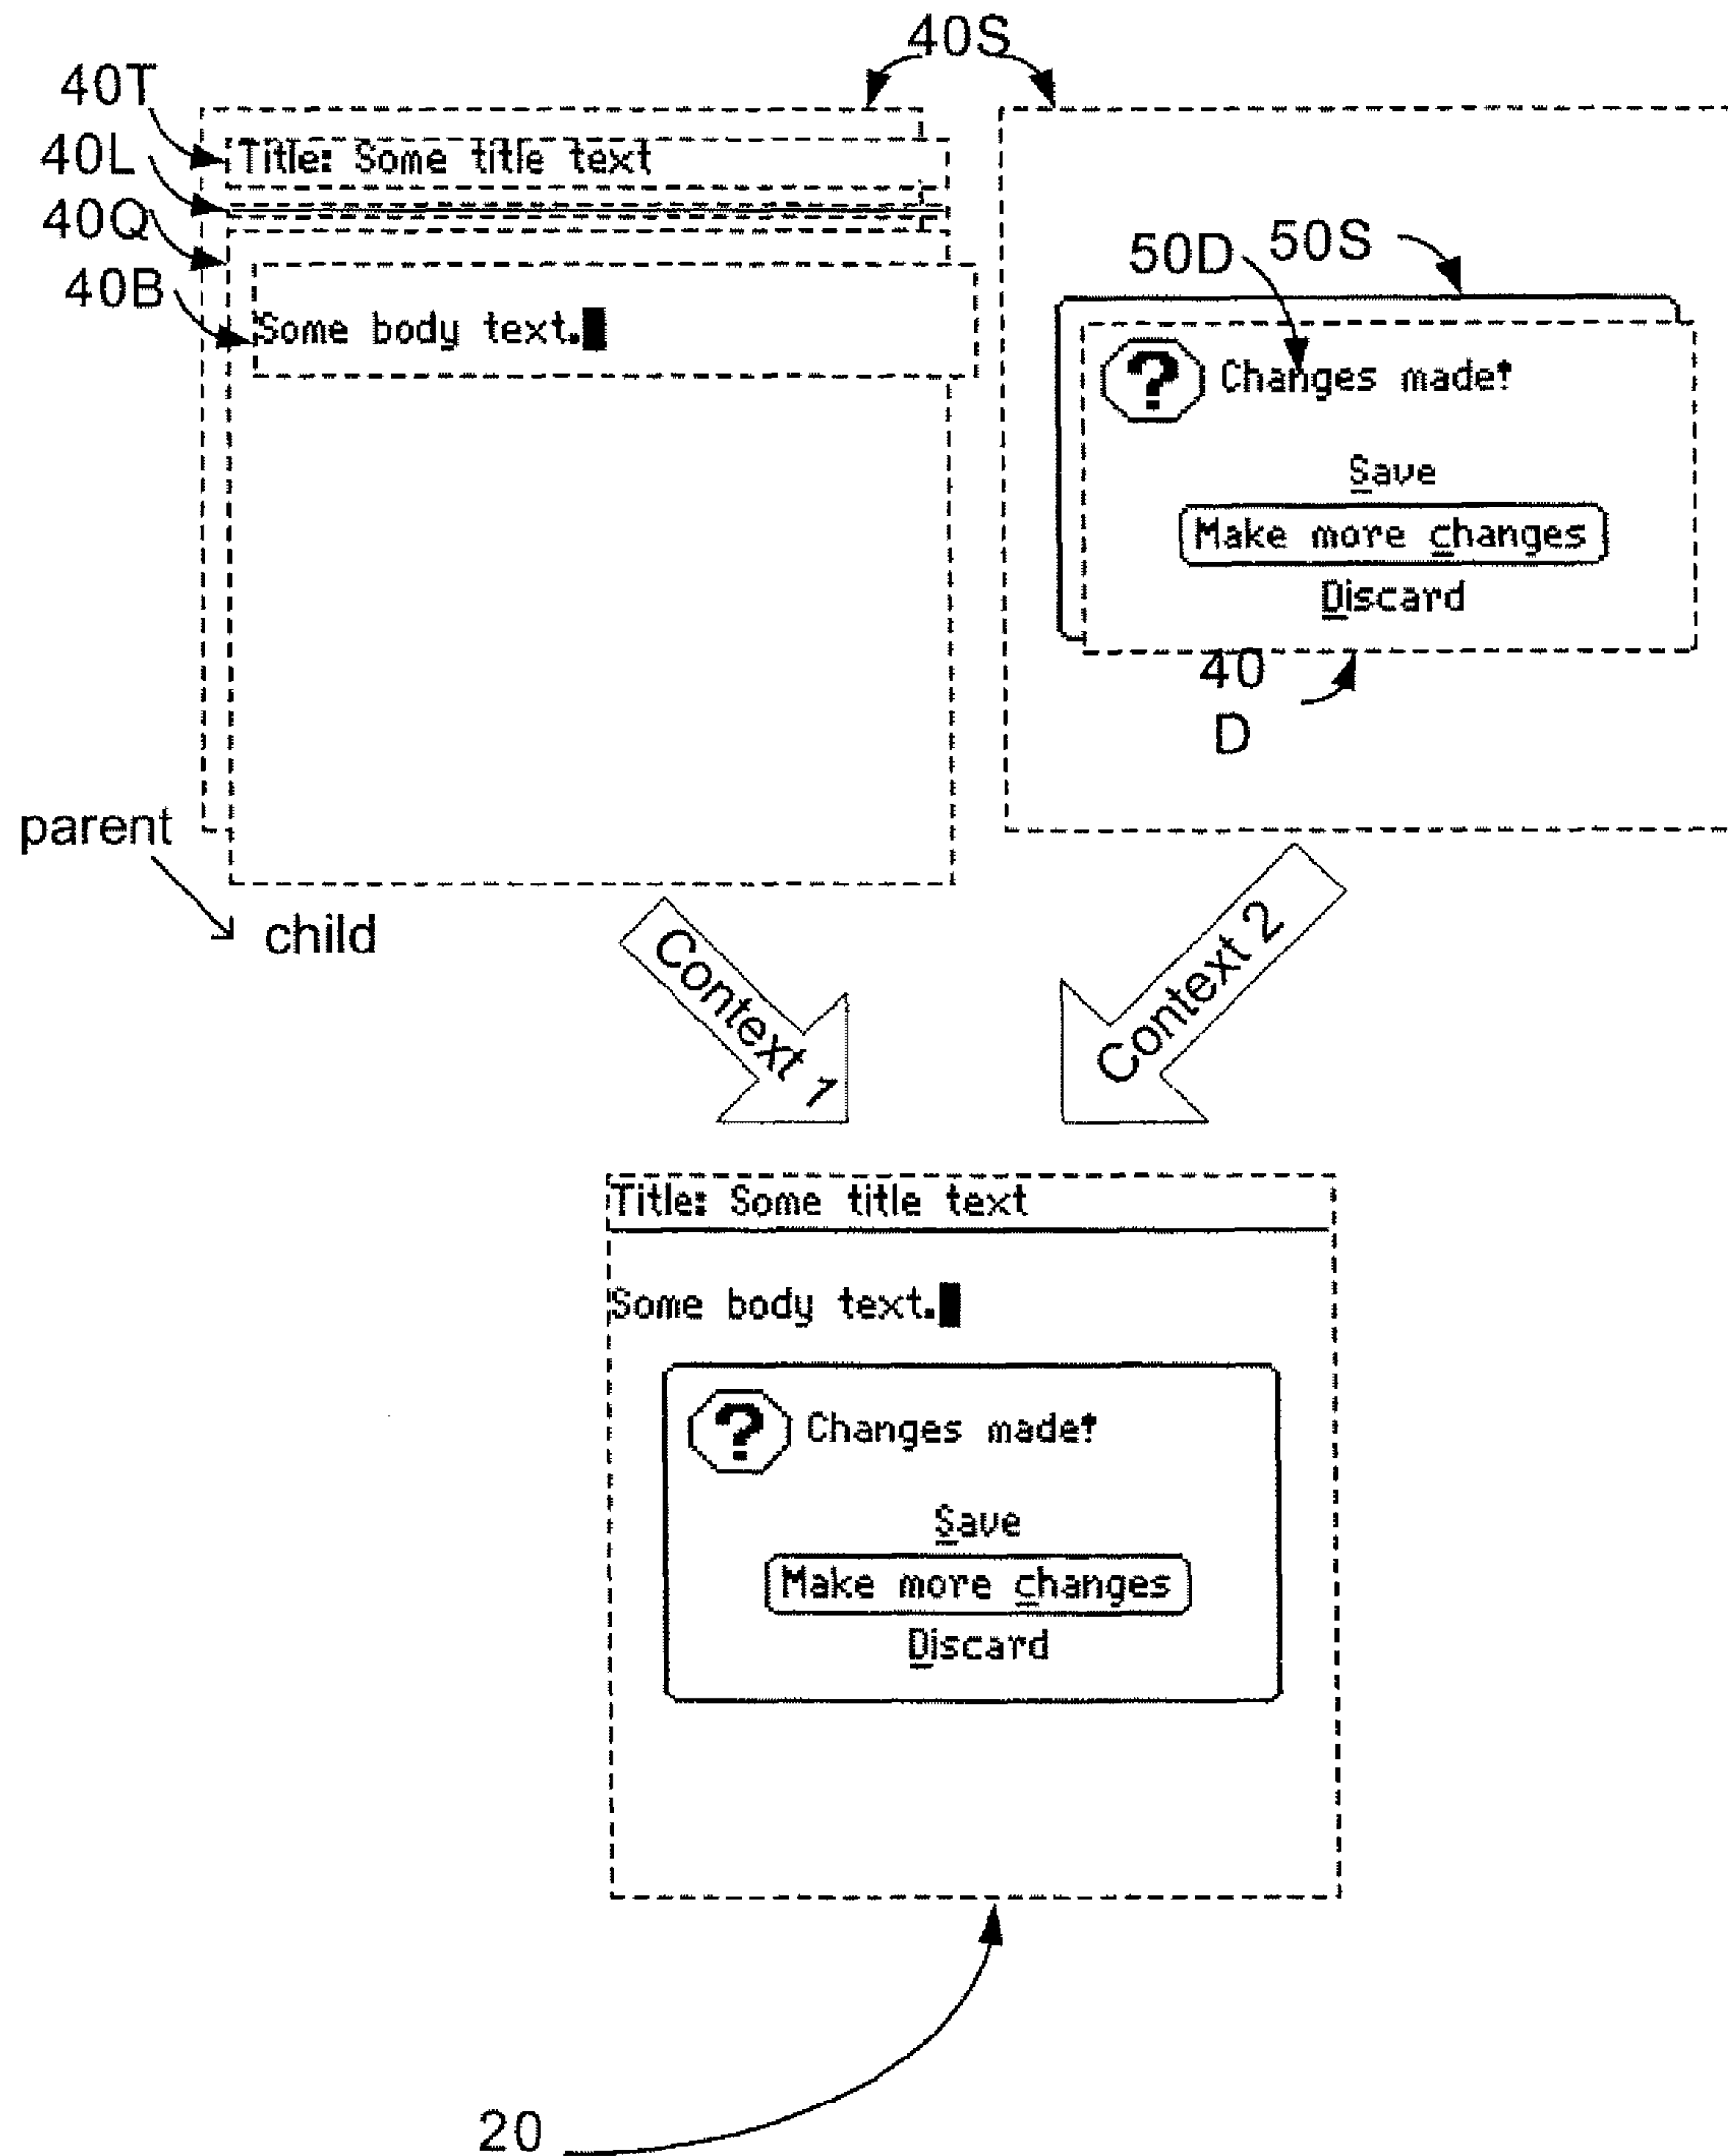 40S
40T
40L
40Q
40B
Title: Some title text
Some body text.
50D
50S
?
Changes made!
Save
Make more changes
Discard
40
D
parent
child
Context 1
Context 2
Title: Some title text
Some body text.
?
Changes made!
Save
Make more changes
Discard
20